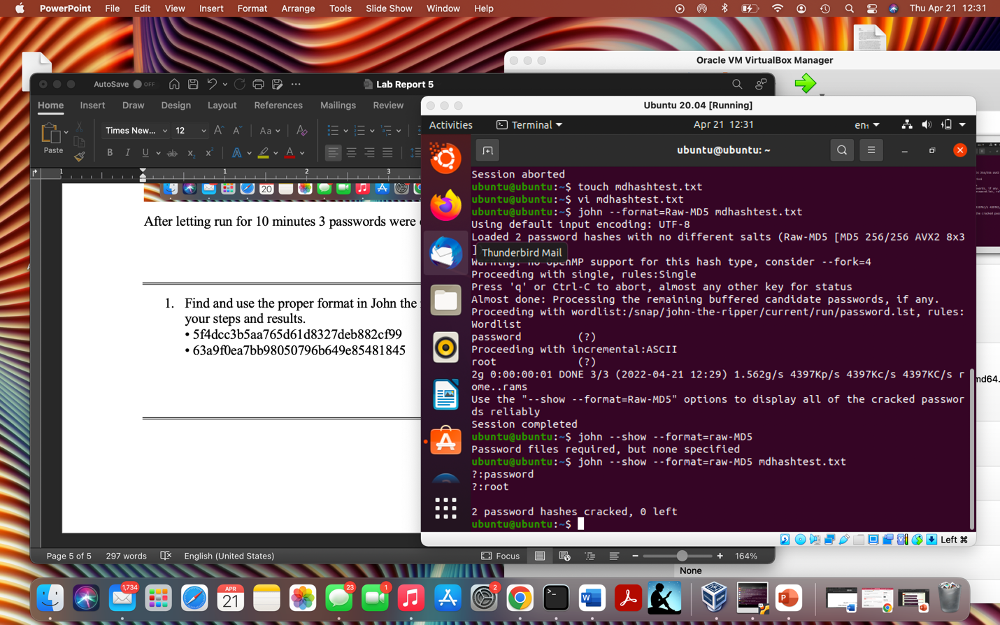 PowerPoint File Edit View Insert Format Arrange Tools Slide Show Window Help Thu Apr 21 12:31
Oracle VM VirtualBox Manager
AutoSave OFF Lab Report 5
Home Insert Draw Design Layout References Mailings Review
Paste Times New... 12
Ubuntu 20.04 [Running]
Activities Terminal Apr 21 12:31 en₁
ubuntu@ubuntu: ~
After letting run for 10 minutes 3 passwords were
1. Find and use the proper format in John the
your steps and results.
• 5f4dcc3b5aa765d61d8327deb882cf99
• 63a9f0ea7bb98050796b649e85481845
Session aborted
ubuntu@ubuntu:~$ touch mdhashtest.txt
ubuntu@ubuntu:~$ vi mdhashtest.txt
ubuntu@ubuntu:~$ john --format=Raw-MD5 mdhashtest.txt
Using default input encoding: UTF-8
Loaded 2 password hashes with no different salts (Raw-MD5 [MD5 256/256 AVX2 8x3
]
Thunderbird Mail
Warning: no OpenMP support for this hash type, consider --fork=4
Proceeding with single, rules:Single
Press 'q' or Ctrl-C to abort, almost any other key for status
Almost done: Processing the remaining buffered candidate passwords, if any.
Proceeding with wordlist:/snap/john-the-ripper/current/run/password.lst, rules:
Wordlist
password (?)
Proceeding with incremental:ASCII
root (?)
2g 0:00:00:01 DONE 3/3 (2022-04-21 12:29) 1.562g/s 4397Kp/s 4397Kc/s 4397KC/s r
ome..rams
Use the "--show --format=Raw-MD5" options to display all of the cracked passwor
ds reliably
Session completed
ubuntu@ubuntu:~$ john --show --format=raw-MD5
Password files required, but none specified
ubuntu@ubuntu:~$ john --show --format=raw-MD5 mdhashtest.txt
?:password
?:root
2 password hashes cracked, 0 left
ubuntu@ubuntu:~$
Left ⌘
Page 5 of 5 297 words English (United States) Focus 164%
None
1,734
APR
21
23
1
2